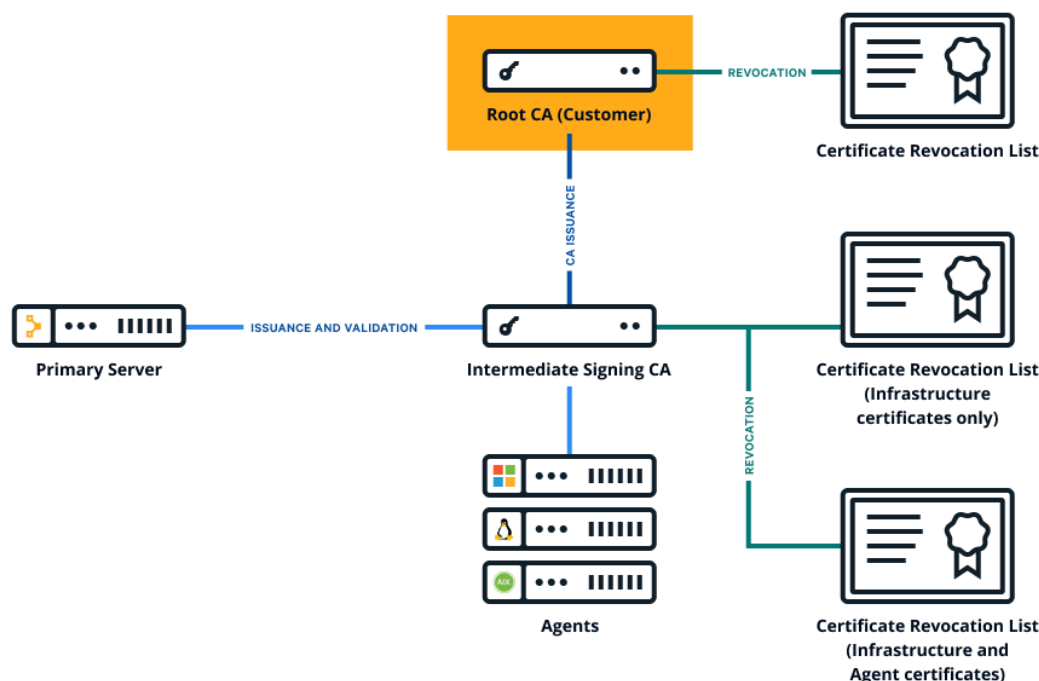 REVOCATION
Root CA (Customer)
Certificate Revocation List
CA ISSUANCE
ISSUANCE AND VALIDATION
Primary Server
Intermediate Signing CA
Certificate Revocation List
(Infrastructure
certificates only)
REVOCATION
AIX
Agents
Certificate Revocation List
(Infrastructure and
Agent certificates)